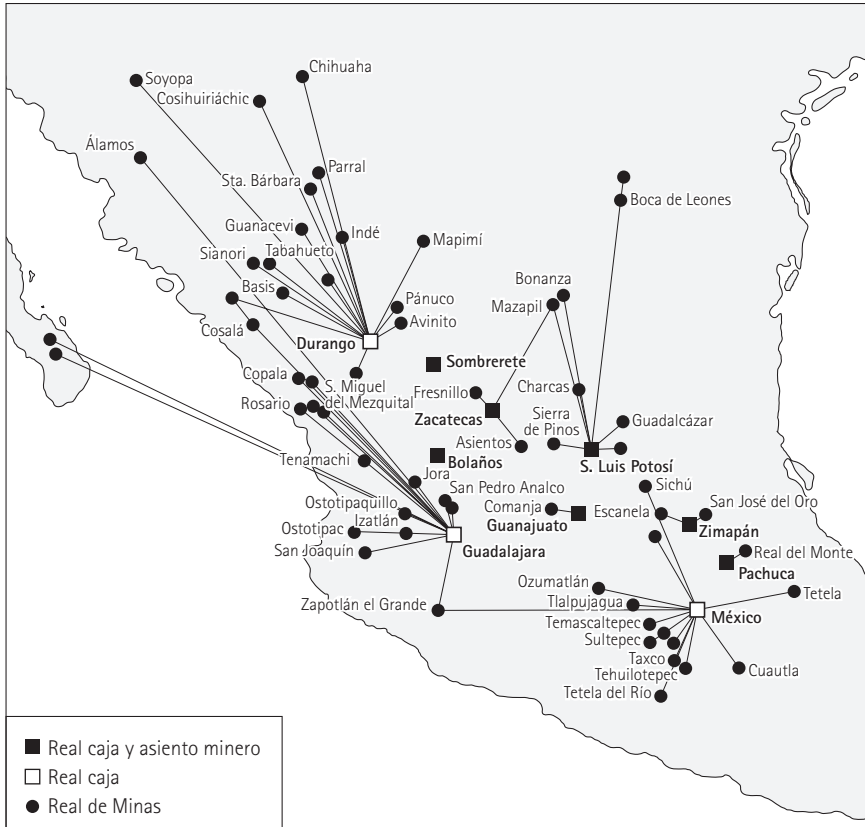 Chihuaha
Soyopa
Cosihuiriáchic
Álamos
Parral
Sta. Bárbara
Boca de Leones
Guanacevi
Indé
Tabahueto
Mapimí
Sianori
Basis
Bonanza
Pánuco
Mazapil
Avinito
Cosalá
Durango
Sombrerete
Copala
S. Miguel
del Mezquital
Fresnillo
Charcas
Rosario
Zacatecas
Sierra
de Pinos
Guadalcázar
Asientos
Tenamachi
Bolaños
S. Luis Potosí
Jora
Sichú
San Pedro Analco
Ostotipaquillo
Comanja
Escanela
San José del Oro
Izatlán
Guanajuato
Zimapán
Ostotipac
San Joaquín
Guadalajara
Real del Monte
Pachuca
Ozumatlán
Tetela
Zapotlán el Grande
Tlalpujagua
México
Temascaltepec
Sultepec
Taxco
Tehuilotepec
Cuautla
Tetela del Río
Real caja y asiento minero
Real caja
Real de Minas